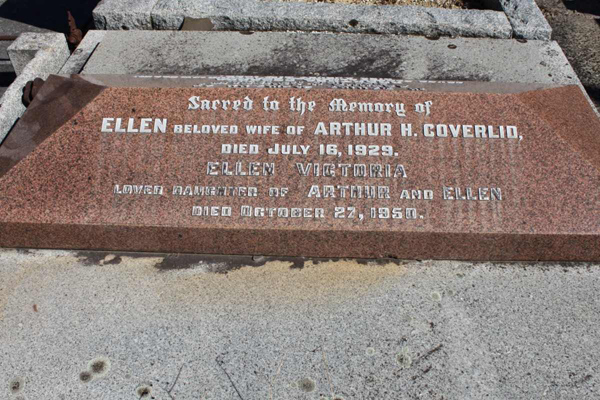 Sacred to the Memory of
ELLEN BELOVED WIFE OF ARTHUR H. COVERLID,
DIED JULY 16, 1929.
ELLEN VICTORIA
LOVED DAUGHTER OF ARTHUR AND ELLEN
DIED OCTOBER 27, 1950.